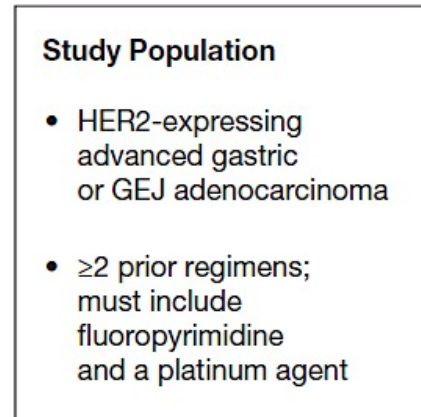 Study Population
• HER2-expressing
advanced gastric
or GEJ adenocarcinoma
• ≥2 prior regimens;
must include
fluoropyrimidine
and a platinum agent